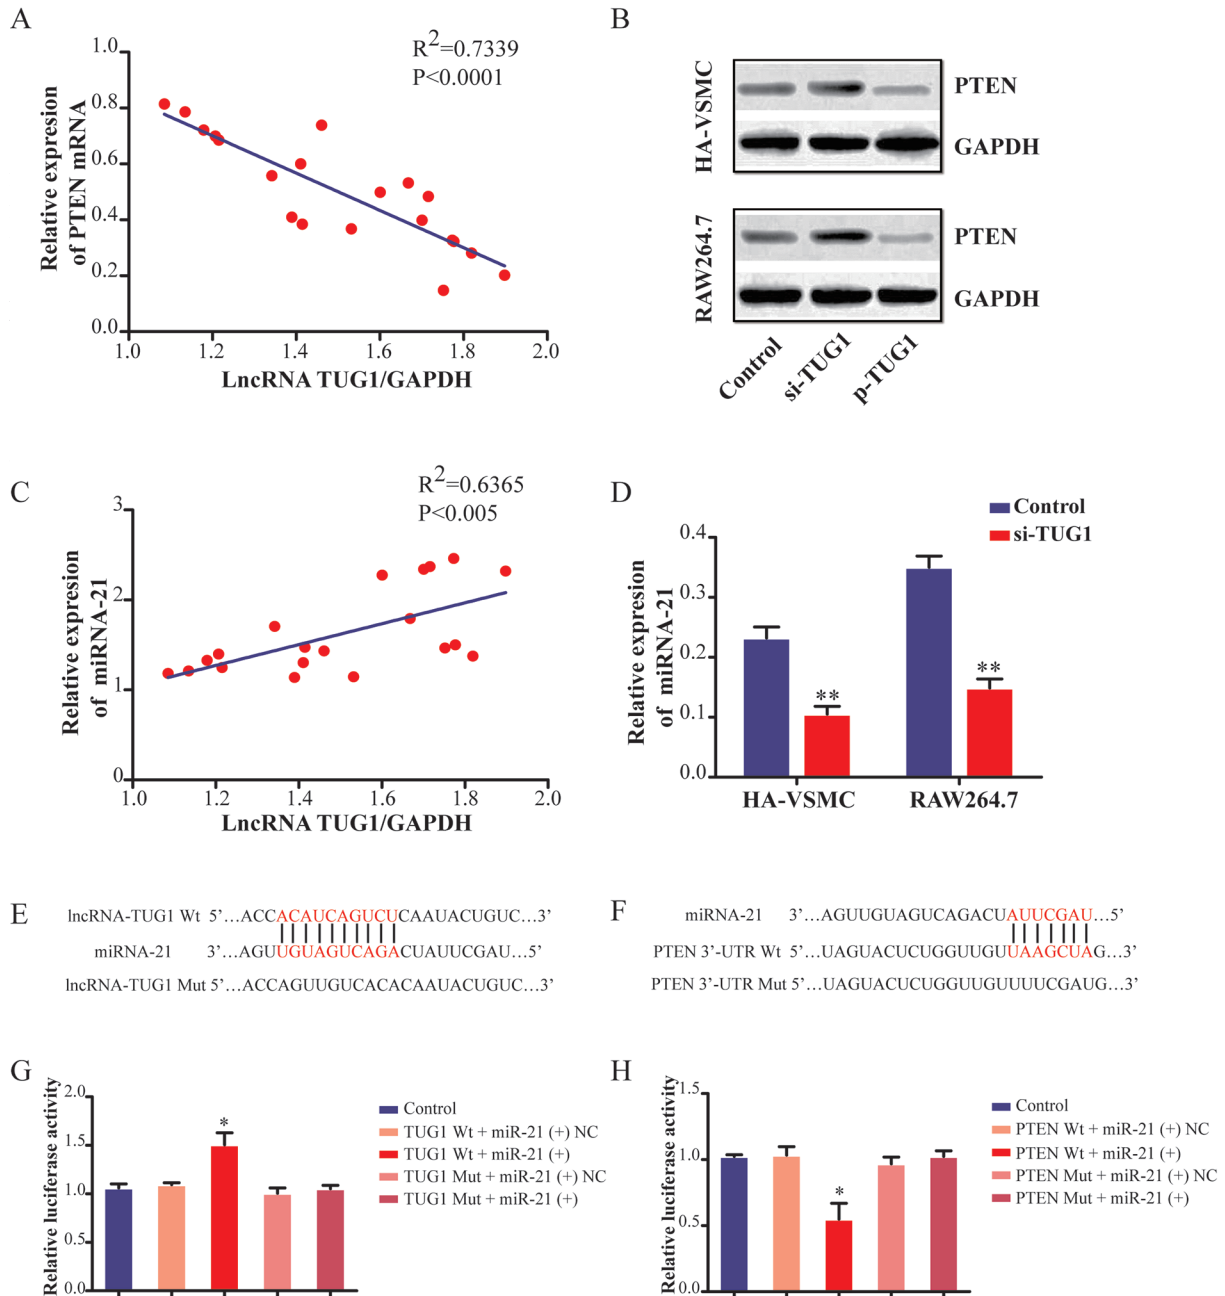 A
R2=0.7339
P<0.0001
Relative expresion
of PTEN mRNA
1.0
0.8
0.6
0.4
0.2
0.0
1.0 1.2 1.4 1.6 1.8 2.0
LncRNA TUG1/GAPDH
B
HA-VSMC
PTEN
GAPDH
RAW264.7
PTEN
GAPDH
Control si-TUG1 p-TUG1
C
R2=0.6365
P<0.005
Relative expresion
of miRNA-21
3
2
1
0
1.0 1.2 1.4 1.6 1.8 2.0
LncRNA TUG1/GAPDH
D
Control
si-TUG1
Relative expresion
of miRNA-21
0.4
0.3
0.2
0.1
0.0
**
**
HA-VSMC RAW264.7
E
lncRNA-TUG1 Wt 5’…ACCACAUCAGUCUCAAUACUGUC…3’
miRNA-21 3’…AGUUGUAGUCAGACUAUUCGAU…5’
lncRNA-TUG1 Mut 5’…ACCAGUUGUCACACAAUACUGUC…3’
F
miRNA-21 3’…AGUUGUAGUCAGACUAUUCGAU…5’
PTEN 3’-UTR Wt 5’…UAGUACUCUGGUUGUUAAGCUAG…3’
PTEN 3’-UTR Mut 5’…UAGUACUCUGGUUGUUUUCGAUG…3’
G
Relative luciferase activity
2.0
1.5
1.0
0.5
0.0
*
Control
TUG1 Wt + miR-21 (+) NC
TUG1 Wt + miR-21 (+)
TUG1 Mut + miR-21 (+) NC
TUG1 Mut + miR-21 (+)
H
Relative luciferase activity
1.5
1.0
0.5
0.0
*
Control
PTEN Wt + miR-21 (+) NC
PTEN Wt + miR-21 (+)
PTEN Mut + miR-21 (+) NC
PTEN Mut + miR-21 (+)